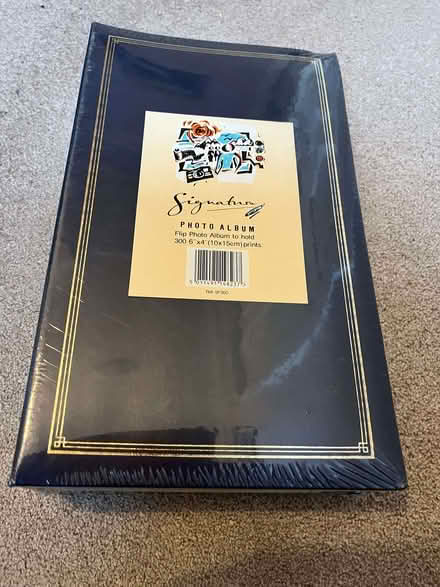 Signature
PHOTO ALBUM
Flip Photo Album to hold
300 6"x4"(10x15cm)prints.